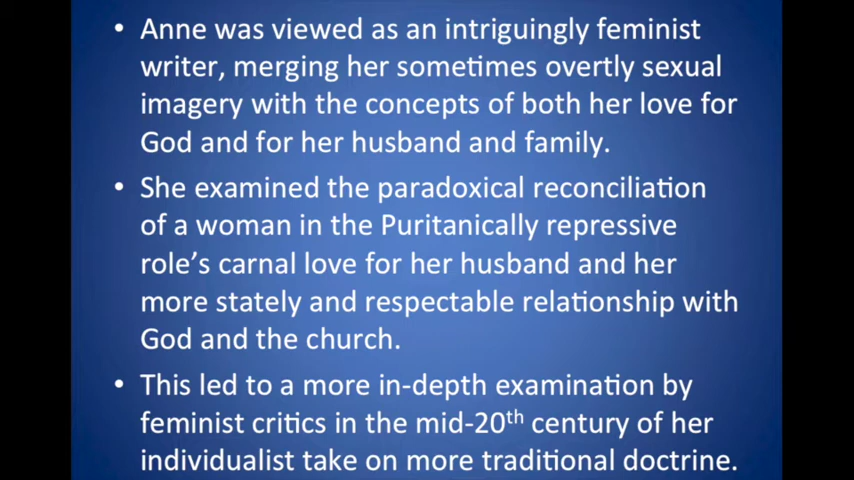 • Anne was viewed as an intriguingly feminist
writer, merging her sometimes overtly sexual
imagery with the concepts of both her love for
God and for her husband and family.
• She examined the paradoxical reconciliation
of a woman in the Puritanically repressive
role's carnal love for her husband and her
more stately and respectable relationship with
God and the church.
• This led to a more in-depth examination by
feminist critics in the mid-20th century of her
individualist take on more traditional doctrine.